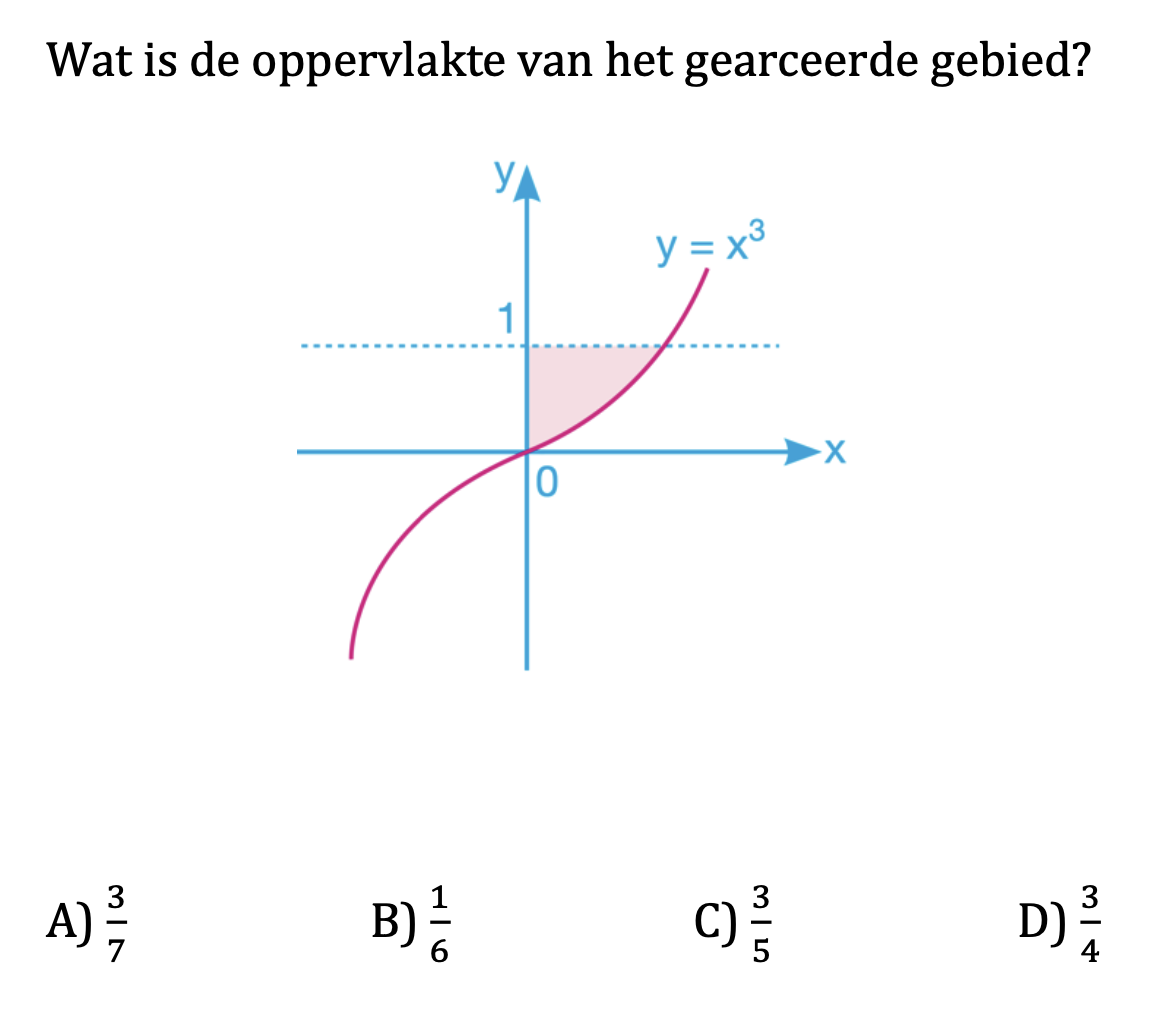 Wat is de oppervlakte van het gearceerde gebied?
y
y = x³
1
x
0
A) 3/7 B) 1/6 C) 3/5 D) 3/4